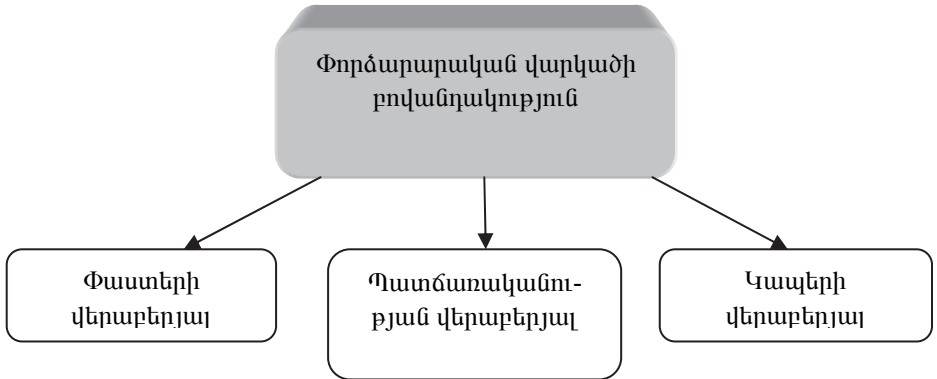 Փորձարարական վարկածի
բովանդակություն
Փաստերի
վերաբերյալ
Պատճառականու-
թյան վերաբերյալ
Կապերի
վերաբերյալ